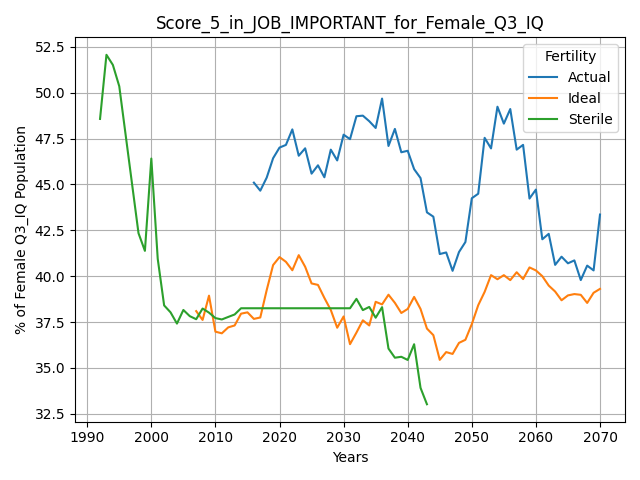 Score_5_in_JOB_IMPORTANT_for_Female_Q3_IQ
52.5
50.0
47.5
45.0
42.5
40.0
37.5
35.0
32.5
% of Female Q3_IQ Population
Fertility
Actual
Ideal
Sterile
1990 2000 2010 2020 2030 2040 2050 2060 2070
Years